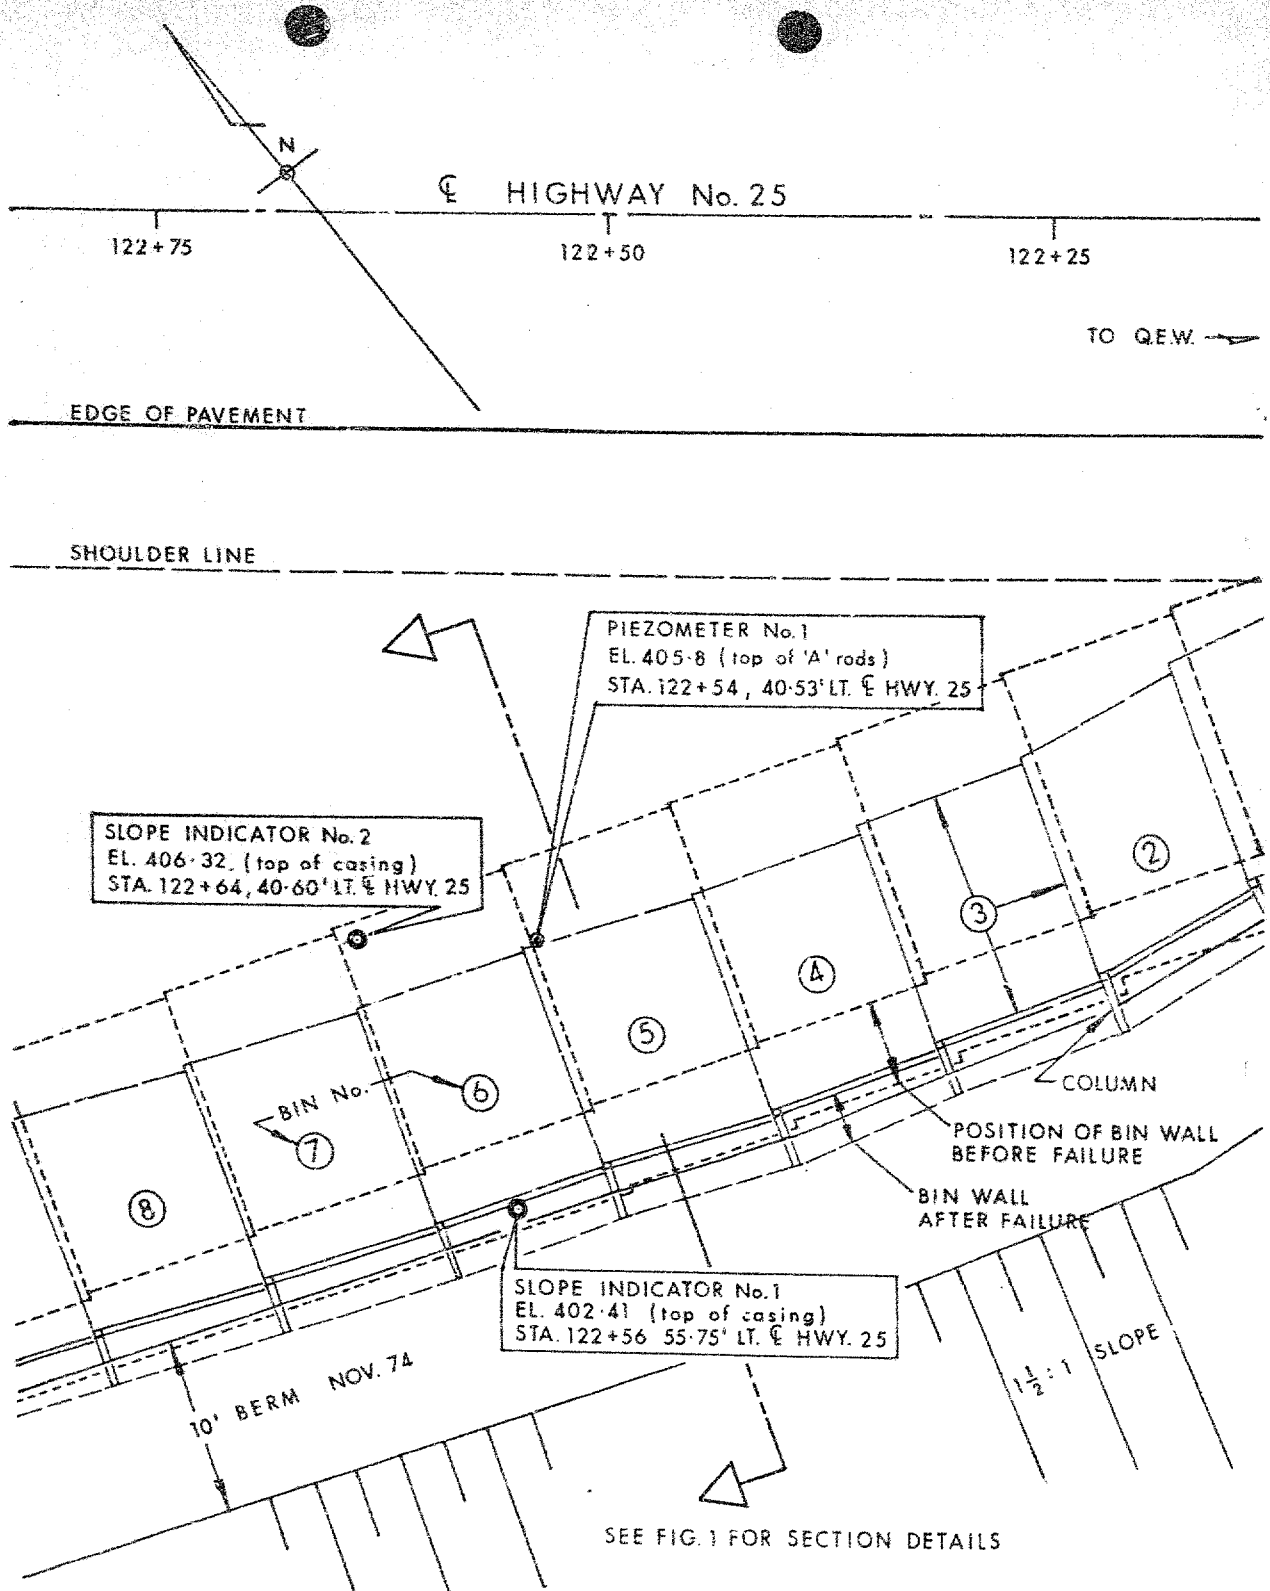 N
℄ HIGHWAY No. 25
122+75
122+50
122+25
TO Q.E.W.
EDGE OF PAVEMENT
SHOULDER LINE
PIEZOMETER No. 1
EL. 405·8 (top of 'A' rods)
STA. 122+54, 40·53' LT. ℄ HWY. 25
SLOPE INDICATOR No. 2
EL. 406·32. (top of casing)
STA. 122+64, 40·60' LT. ℄ HWY. 25
2
3
4
5
6
BIN No.
7
8
COLUMN
POSITION OF BIN WALL
BEFORE FAILURE
BIN WALL
AFTER FAILURE
SLOPE INDICATOR No. 1
EL. 402·41 (top of casing)
STA. 122+56 55·75' LT. ℄ HWY. 25
10' BERM NOV. 74
1½ : 1 SLOPE
SEE FIG. 1 FOR SECTION DETAILS